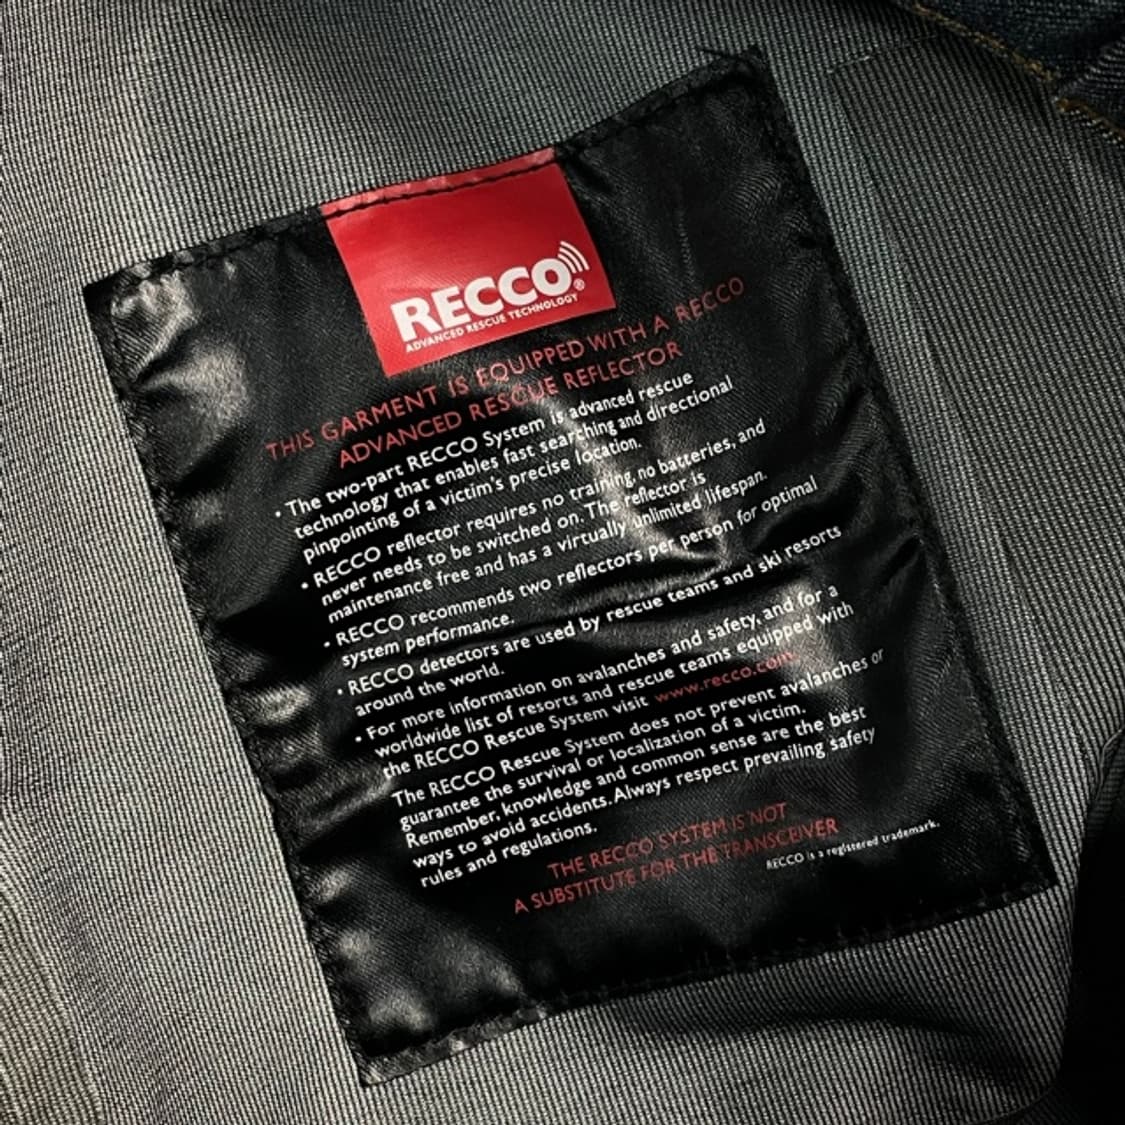 RECCO®
ADVANCED RESCUE TECHNOLOGY
THIS GARMENT IS EQUIPPED WITH A RECCO
ADVANCED RESCUE REFLECTOR
• The two-part RECCO System is advanced rescue
technology that enables fast searching and directional
pinpointing of a victim's precise location.
• RECCO reflector requires no training, no batteries, and
never needs to be switched on. The reflector is
maintenance free and has a virtually unlimited lifespan.
• RECCO recommends two reflectors per person for optimal
system performance.
• RECCO detectors are used by rescue teams and ski resorts
around the world.
• For more information on avalanches and safety, and for a
worldwide list of resorts and rescue teams equipped with
the RECCO Rescue System visit www.recco.com
The RECCO Rescue System does not prevent avalanches or
guarantee the survival or localization of a victim.
Remember, knowledge and common sense are the best
ways to avoid accidents. Always respect prevailing safety
rules and regulations.
THE RECCO SYSTEM IS NOT
A SUBSTITUTE FOR THE TRANSCEIVER
RECCO is a registered trademark.